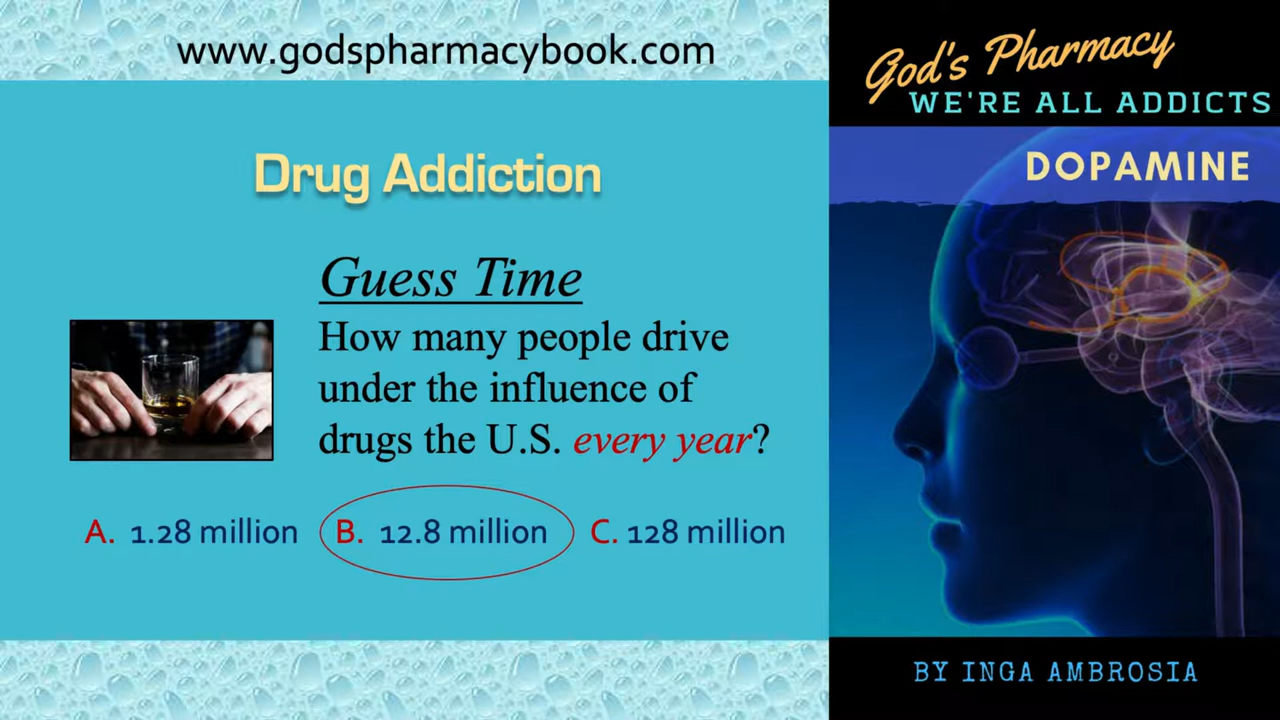 www.godspharmacybook.com
God's Pharmacy
WE'RE ALL ADDICTS
DOPAMINE
Drug Addiction
Guess Time
How many people drive
under the influence of
drugs the U.S. every year?
A. 1.28 million B. 12.8 million C. 128 million
BY INGA AMBROSIA